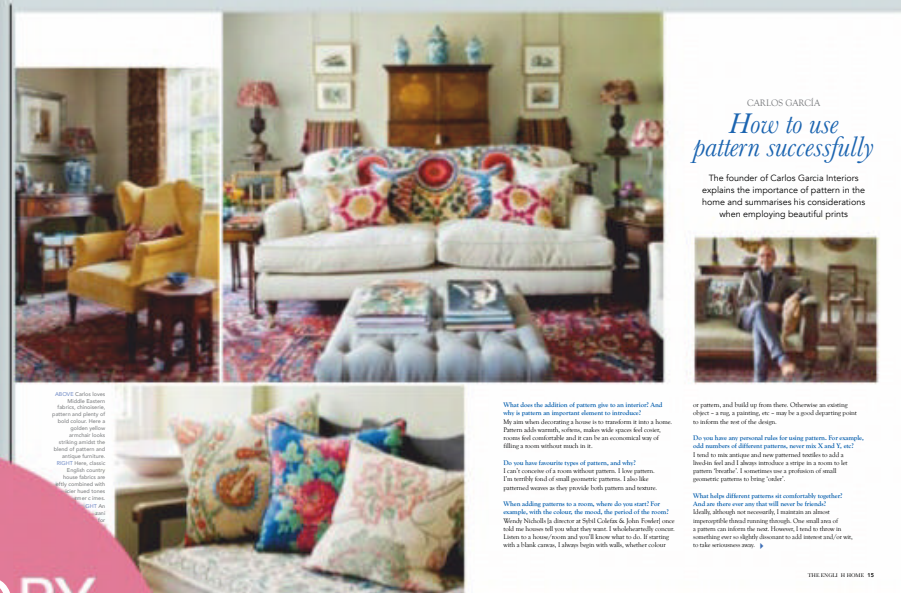 CARLOS GARCÍA
How to use
pattern successfully
The founder of Carlos Garcia Interiors
explains the importance of pattern in the
home and summarises his considerations
when employing beautiful prints
ABOVE Carlos loves
Middle Eastern
fabrics, chinoiserie,
pattern and plenty of
bold colour. Here a
golden yellow
armchair looks
striking amidst the
blend of pattern and
antique furniture.
RIGHT Here, classic
English country
house fabrics are
combined with
hand tones
lines.
An
for
What does the addition of pattern give to an interior? And
why is pattern an important element to introduce?
My aim when decorating a house is to transform it into a home.
Pattern adds warmth, softness, makes wide spaces feel cosier,
rooms feel comfortable and it can be an economical way of
filling a room without much in it.
Do you have favourite types of pattern, and why?
I can't conceive of a room without pattern. I love pattern.
I'm terribly fond of small geometric patterns. I also like
patterned weaves as they provide both pattern and texture.
When adding patterns to a room, where do you start? For
example, with the colour, the mood, the period of the room?
Wendy Nicholls [a director at Sybil Colefax & John Fowler] once
told me houses tell you what they want. I wholeheartedly concur.
Listen to a house/room and you'll know what to do. If starting
with a blank canvas, I always begin with walls, whether colour
or pattern, and build up from there. Otherwise an existing
object – a rug, a painting, etc – may be a good departing point
to inform the rest of the design.
Do you have any personal rules for using pattern. For example,
odd numbers of different patterns, never mix X and Y, etc?
I tend to mix antique and new patterned textiles to add a
lived-in feel and I always introduce a stripe in a room to let
pattern 'breathe'. I sometimes use a profusion of small
geometric patterns to bring 'order'.
What helps different patterns sit comfortably together?
And are there ever any that will never be friends?
Ideally, although not necessarily, I maintain an almost
imperceptible thread running through. One small area of
a pattern can inform the next. However, I tend to throw in
something ever so slightly dissonant to add interest and/or wit,
to take seriousness away.
THE ENGLI H HOME 15